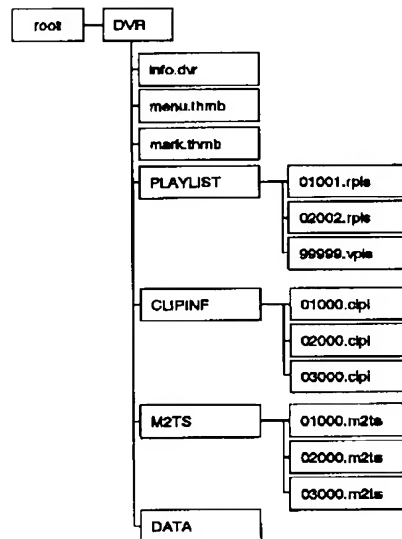 root DVR
info.dvr
menu.thmb
mark.thmb
PLAYLIST 01001.rpls
02002.rpls
99999.vpls
CLIPINF 01000.clpi
02000.clpi
03000.clpi
M2TS 01000.m2ts
02000.m2ts
03000.m2ts
DATA